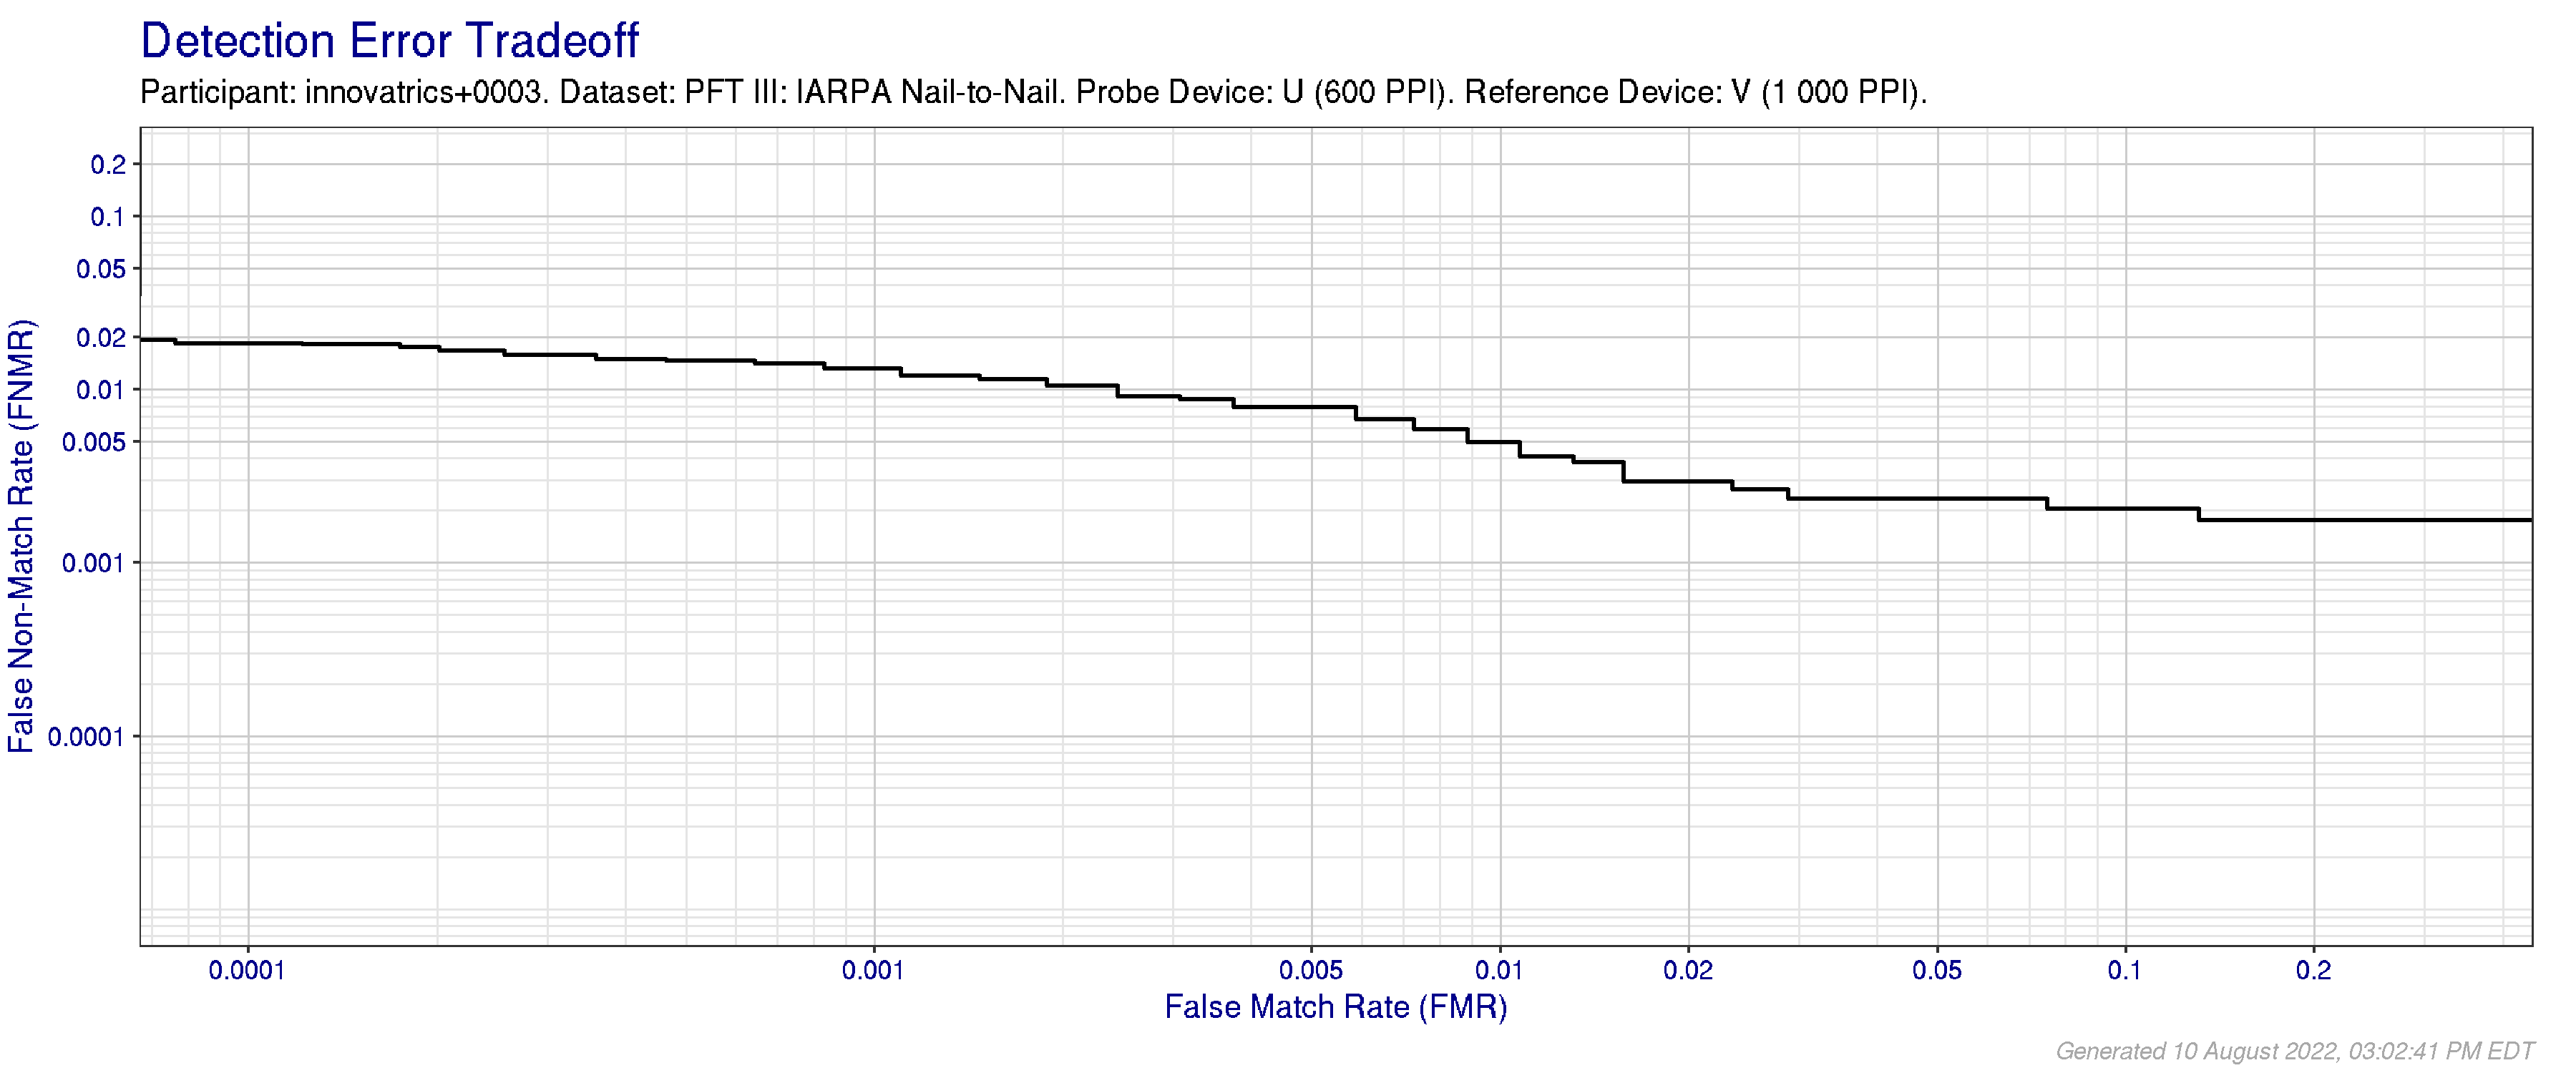 Detection Error Tradeoff
Participant: innovatrics+0003. Dataset: PFT III: IARPA Nail-to-Nail. Probe Device: U (600 PPI). Reference Device: V (1 000 PPI).
False Non-Match Rate (FNMR)
0.2
0.1
0.05
0.02
0.01
0.005
0.001
0.0001
0.0001 0.001 0.005 0.01 0.02 0.05 0.1 0.2
False Match Rate (FMR)
Generated 10 August 2022, 03:02:41 PM EDT